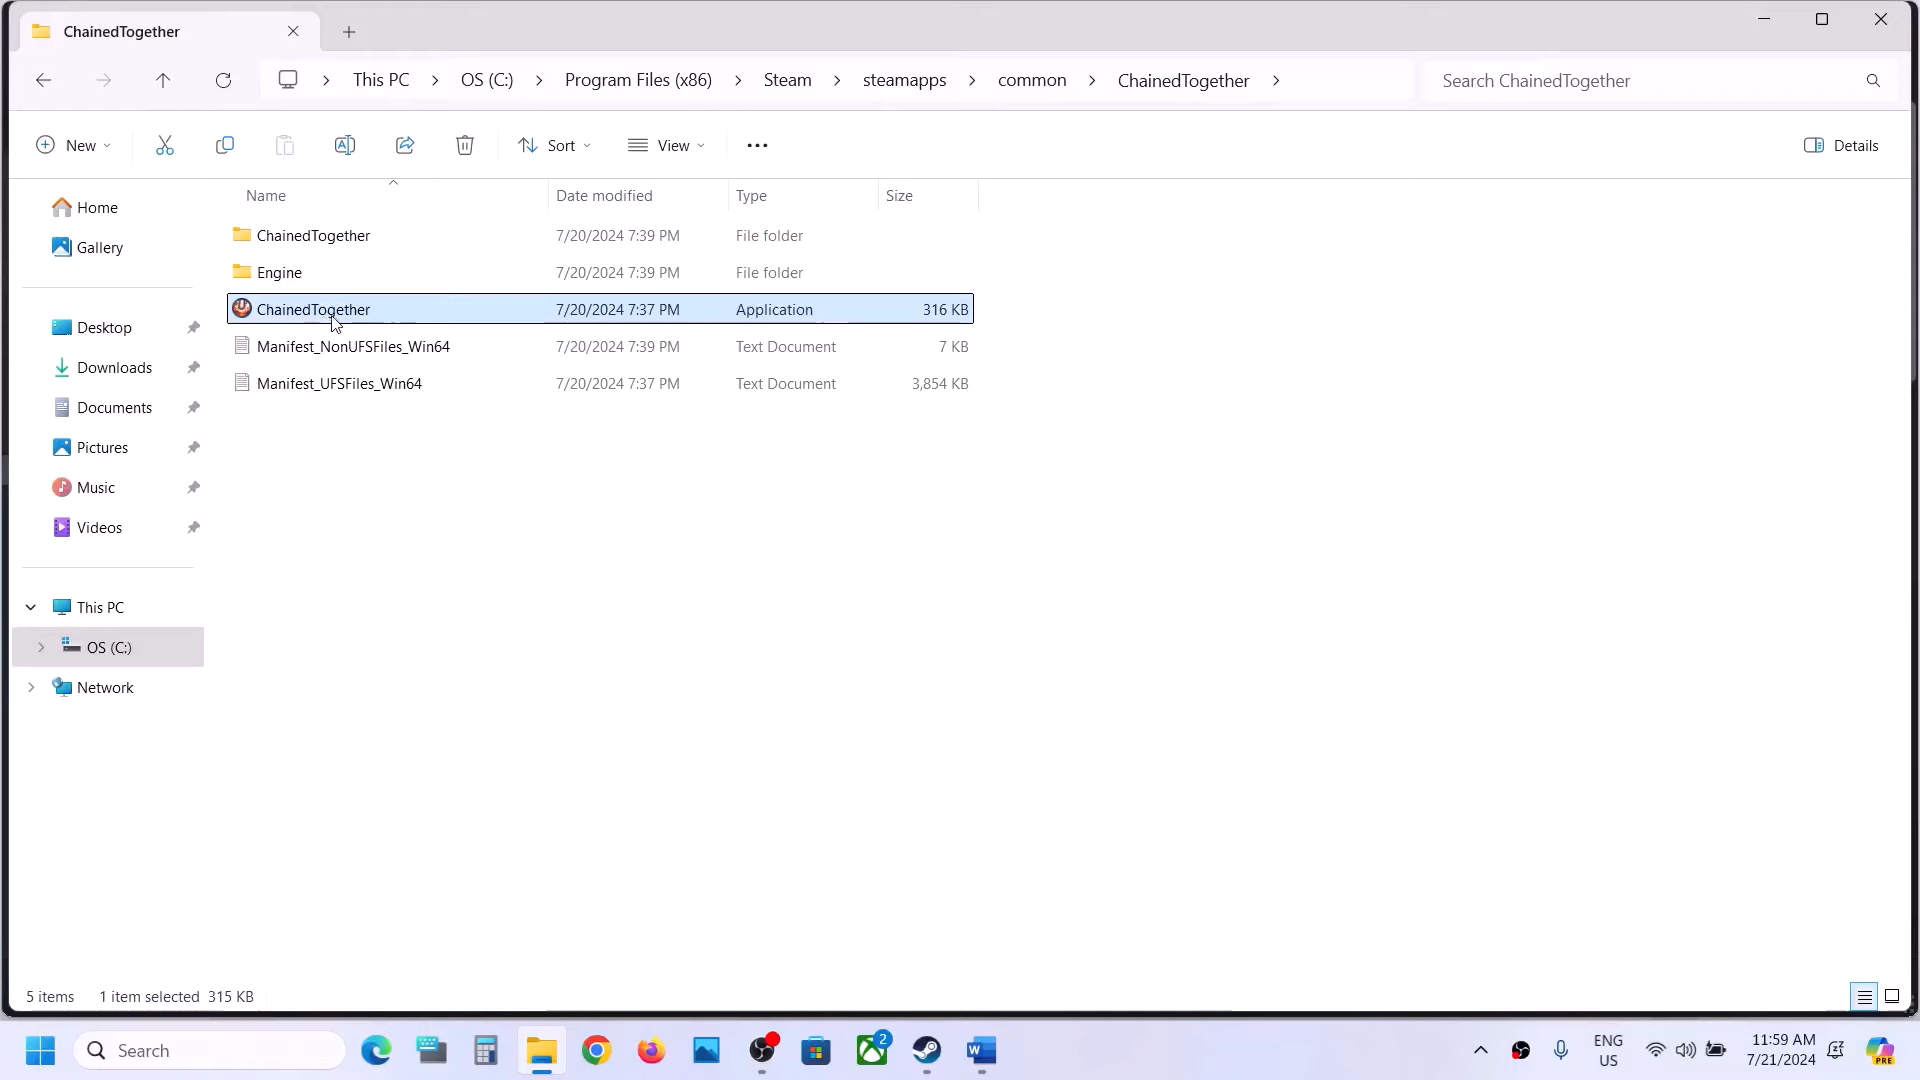 ChainedTogether
This PC
OS (C:)
Program Files (x86)
Steam
steamapps
common
ChainedTogether
Search ChainedTogether
New
Sort
View
Details
Name
Date modified
Type
Size
ChainedTogether 7/20/2024 7:39 PM File folder
Engine 7/20/2024 7:39 PM File folder
ChainedTogether 7/20/2024 7:37 PM Application 316 KB
Manifest_NonUFSFiles_Win64 7/20/2024 7:39 PM Text Document 7 KB
Manifest_UFSFiles_Win64 7/20/2024 7:37 PM Text Document 3,854 KB
Home
Gallery
Desktop
Downloads
Documents
Pictures
Music
Videos
This PC
OS (C:)
Network
5 items 1 item selected 315 KB
Search
2
ENG
US
11:59 AM
7/21/2024
PRE